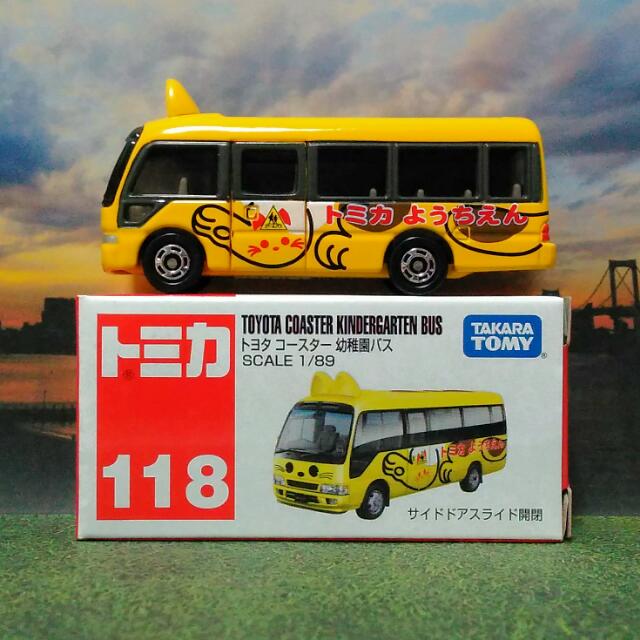 トミカ ようちえん
トミカ
118
TOYOTA COASTER KINDERGARTEN BUS
トヨタ コースター 幼稚園バス
SCALE 1/89
TAKARA
TOMY
トミカ ようちえん
サイドドアスライド開閉